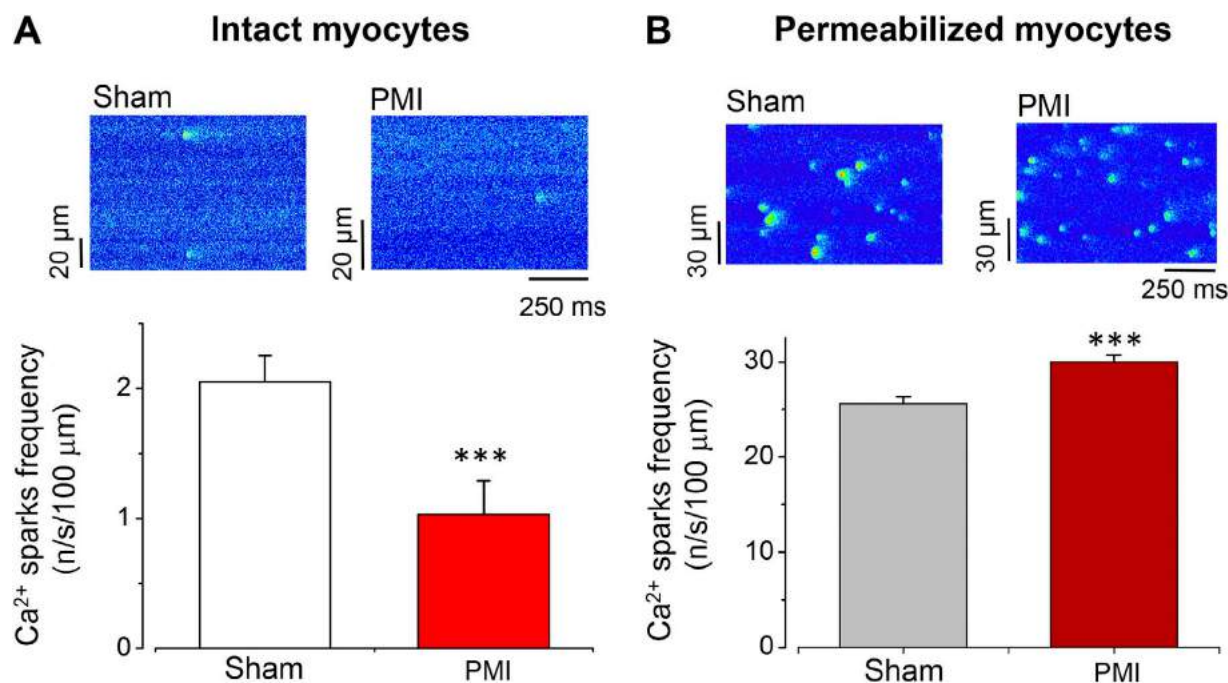 A Intact myocytes
Sham PMI
20 µm
20 µm
250 ms
Ca²⁺ sparks frequency
(n/s/100 µm)
2
1
0
***
Sham PMI
B Permeabilized myocytes
Sham PMI
30 µm
30 µm
250 ms
Ca²⁺ sparks frequency
(n/s/100 µm)
30
20
10
0
***
Sham PMI